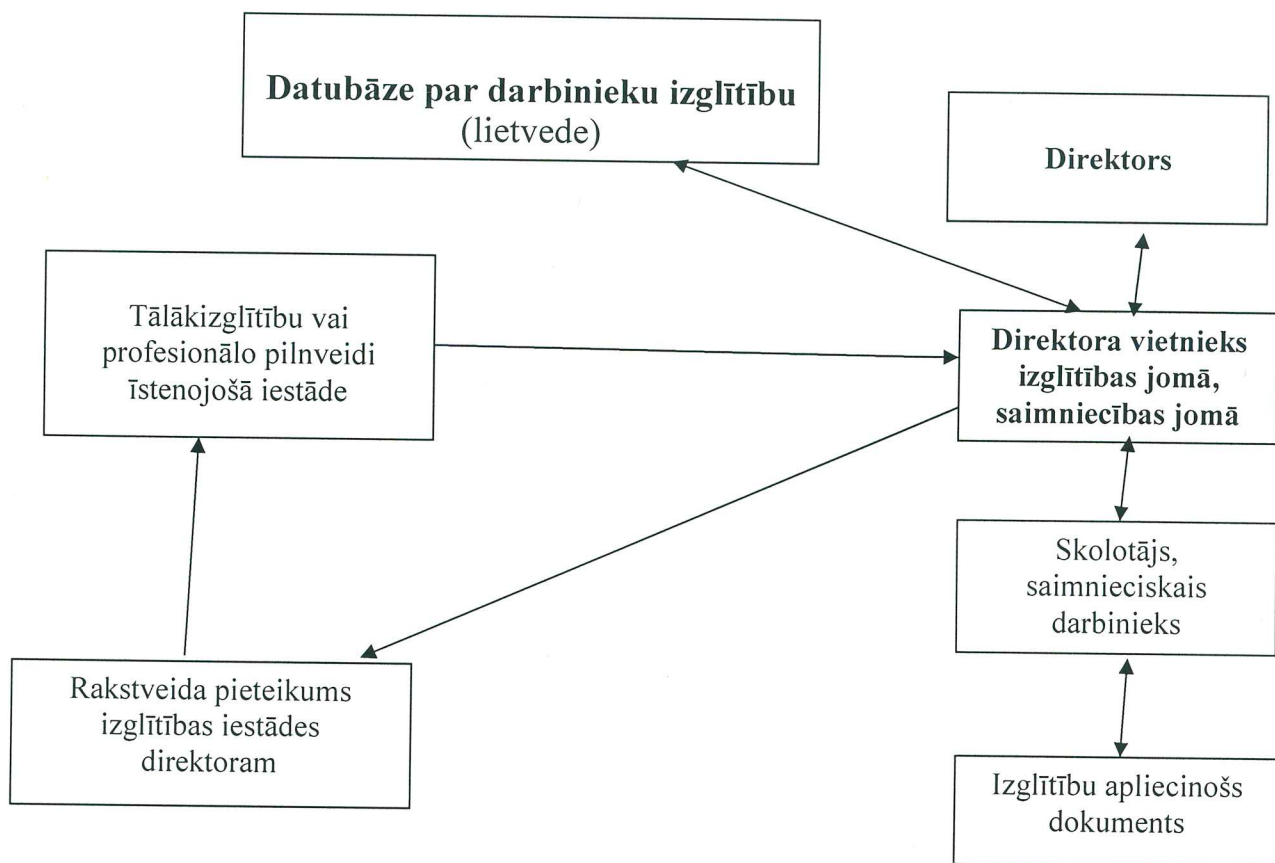 Datubāze par darbinieku izglītību
(lietvede)
Direktors
Tālākizglītību vai
profesionālo pilnveidi
īstenojošā iestāde
Direktora vietnieks
izglītības jomā,
saimniecības jomā
Skolotājs,
saimnieciskais
darbinieks
Rakstveida pieteikums
izglītības iestādes
direktoram
Izglītību apliecinošs
dokuments